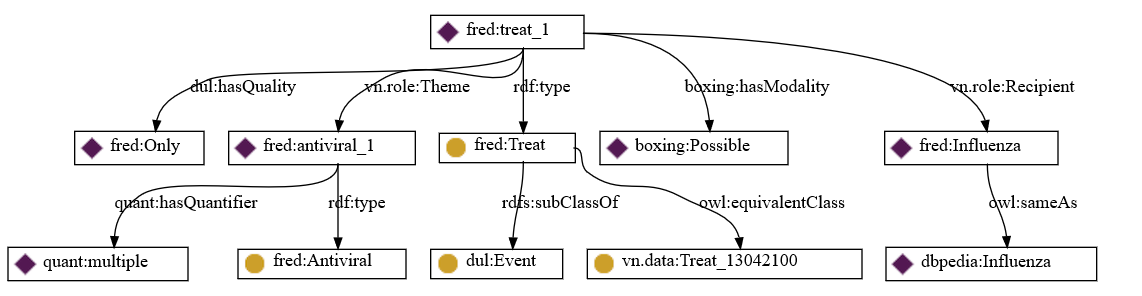 fred:treat_1
dul:hasQuality
vn.role:Theme
rdf:type
boxing:hasModality
vn.role:Recipient
fred:Only
fred:antiviral_1
fred:Treat
boxing:Possible
fred:Influenza
quant:hasQuantifier
rdf:type
rdfs:subClassOf
owl:equivalentClass
owl:sameAs
quant:multiple
fred:Antiviral
dul:Event
vn.data:Treat_13042100
dbpedia:Influenza